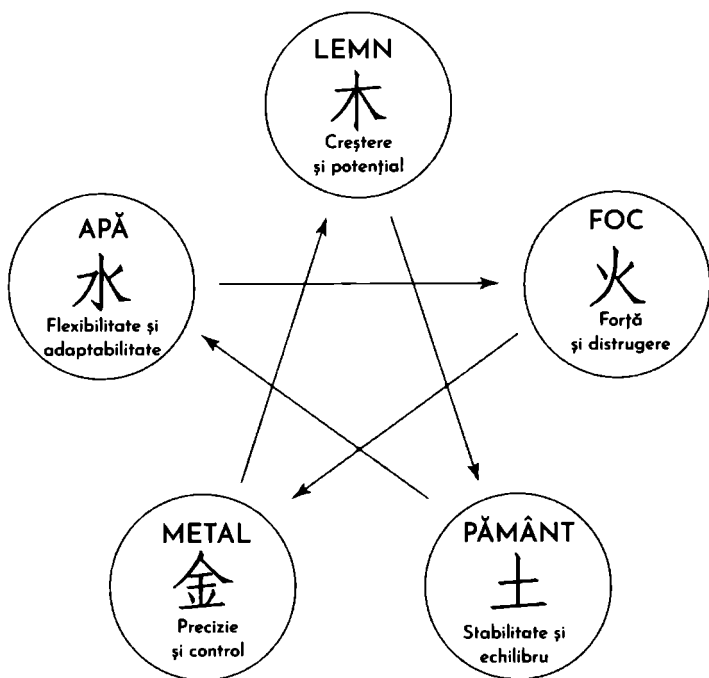 LEMN
木
Creștere
și potențial
APĂ
水
Flexibilitate și
adaptabilitate
FOC
火
Forță
și distrugere
METAL
金
Precizie
și control
PĂMÂNT
土
Stabilitate și
echilibru